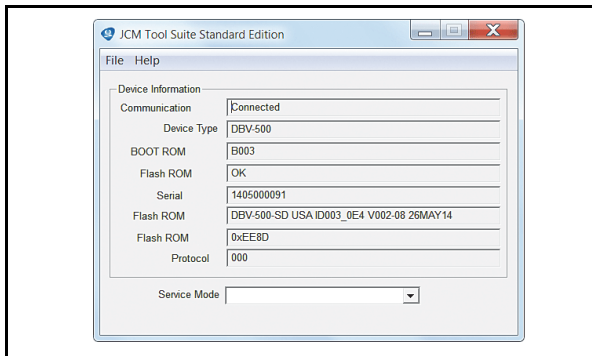 JCM Tool Suite Standard Edition
File Help
Device Information
Communication Connected
Device Type DBV-500
BOOT ROM B003
Flash ROM OK
Serial 1405000091
Flash ROM DBV-500-SD USA ID003_0E4 V002-08 26MAY14
Flash ROM 0xEE8D
Protocol 000
Service Mode